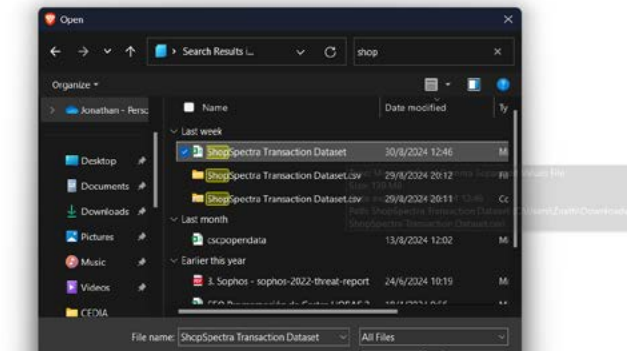 Open
Search Results i...
shop
Organize
Jonathan - Persc
Name
Date modified
Ty
Last week
ShopSpectra Transaction Dataset
30/8/2024 12:46
M
Desktop
ShopSpectra Transaction Dataset.csv
29/8/2024 20:12
Documents
ShopSpectra Transaction Dataset.csv
29/8/2024 20:11
Downloads
Last month
Pictures
cscpopendata
13/8/2024 12:02
M
Music
Earlier this year
Videos
3. Sophos - sophos-2022-threat-report
24/6/2024 10:19
M
CEDIA
File name:
ShopSpectra Transaction Dataset
All Files